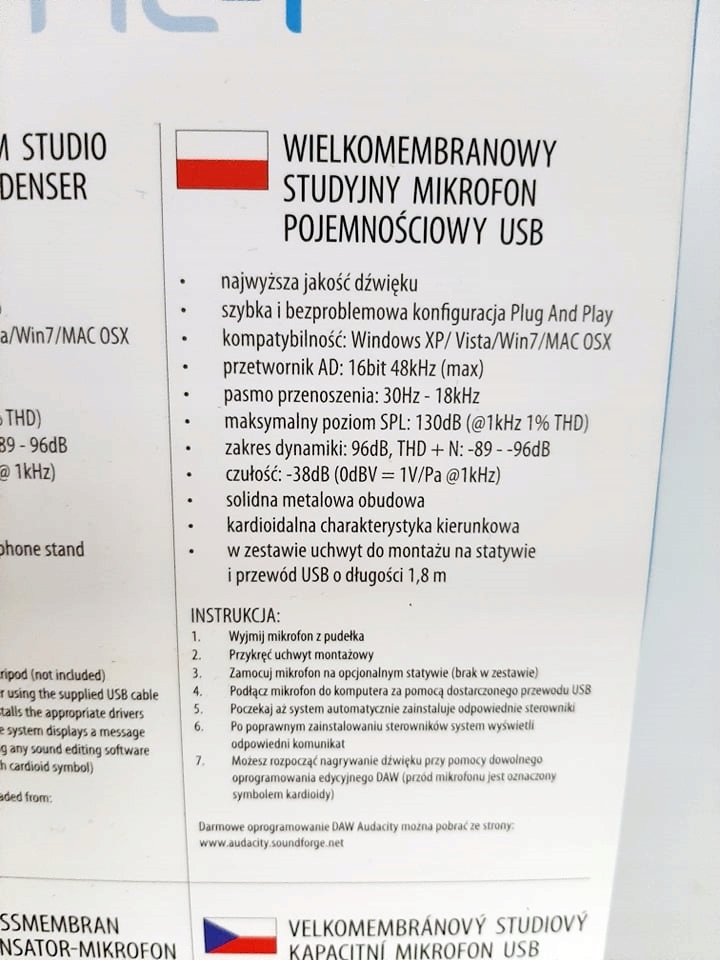 M STUDIO
DENSER
a/Win7/MAC OSX
THD)
89 - 96dB
@ 1kHz)
phone stand
ripod (not included)
r using the supplied USB cable
talls the appropriate drivers
e system displays a message
g any sound editing software
h cardioid symbol)
aded from:
WIELKOMEMBRANOWY
STUDYJNY MIKROFON
POJEMNOŚCIOWY USB
• najwyższa jakość dźwięku
• szybka i bezproblemowa konfiguracja Plug And Play
• kompatybilność: Windows XP/ Vista/Win7/MAC OSX
• przetwornik AD: 16bit 48kHz (max)
• pasmo przenoszenia: 30Hz - 18kHz
• maksymalny poziom SPL: 130dB (@1kHz 1% THD)
• zakres dynamiki: 96dB, THD + N: -89 - -96dB
• czułość: -38dB (0dBV = 1V/Pa @1kHz)
• solidna metalowa obudowa
• kardioidalna charakterystyka kierunkowa
• w zestawie uchwyt do montażu na statywie
i przewód USB o długości 1,8 m
INSTRUKCJA:
1. Wyjmij mikrofon z pudełka
2. Przykręć uchwyt montażowy
3. Zamocuj mikrofon na opcjonalnym statywie (brak w zestawie)
4. Podłącz mikrofon do komputera za pomocą dostarczonego przewodu USB
5. Poczekaj aż system automatycznie zainstaluje odpowiednie sterowniki
6. Po poprawnym zainstalowaniu sterowników system wyświetli
odpowiedni komunikat
7. Możesz rozpocząć nagrywanie dźwięku przy pomocy dowolnego
oprogramowania edycyjnego DAW (przód mikrofonu jest oznaczony
symbolem kardioidy)
Darmowe oprogramowanie DAW Audacity można pobrać ze strony:
www.audacity.soundforge.net
SSMEMBRAN
NSATOR-MIKROFON
VELKOMEMBRÁNOVÝ STUDIOVÝ
KAPACITNÍ MIKROFON USB